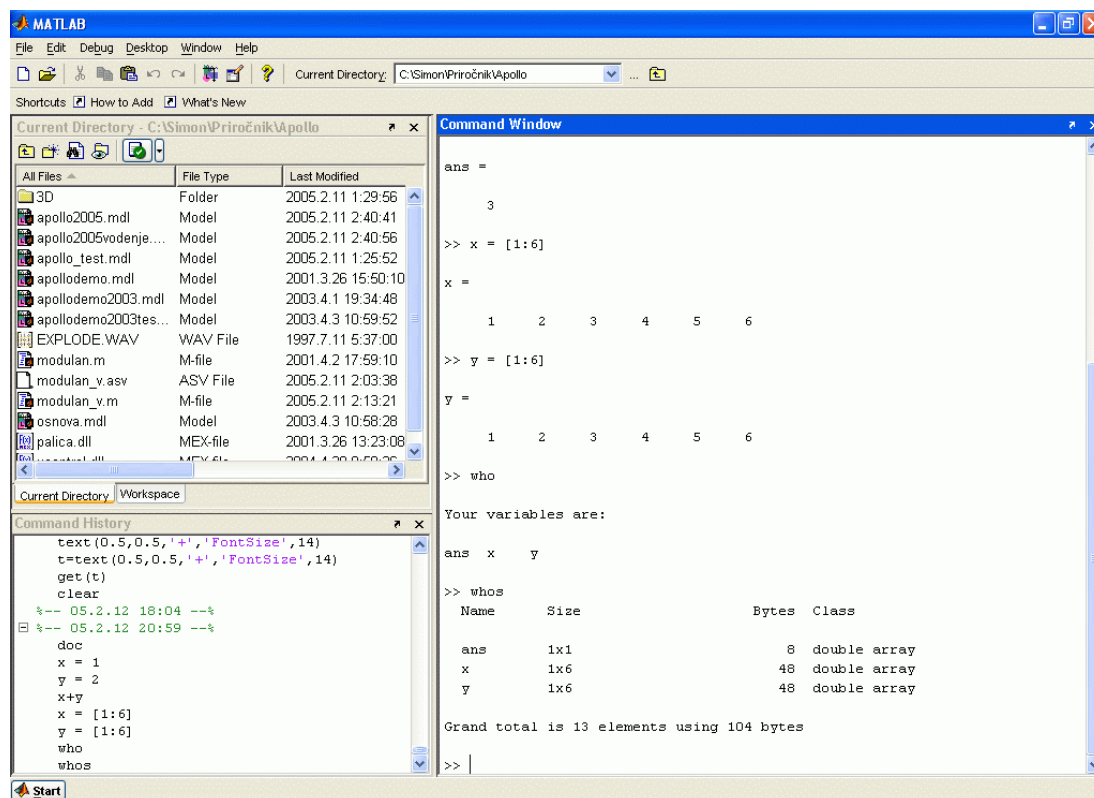 MATLAB
File Edit Debug Desktop Window Help
Current Directory: C:\Simon\Priročnik\Apollo ...
Shortcuts How to Add What's New
Current Directory - C:\Simon\Priročnik\Apollo
All Files File Type Last Modified
3D Folder 2005.2.11 1:29:56
apollo2005.mdl Model 2005.2.11 2:40:41
apollo2005vodenje.... Model 2005.2.11 2:40:56
apollo_test.mdl Model 2005.2.11 1:25:52
apollodemo.mdl Model 2001.3.26 15:50:10
apollodemo2003.mdl Model 2003.4.1 19:34:48
apollodemo2003tes... Model 2003.4.3 10:59:52
EXPLODE.WAV WAV File 1997.7.11 5:37:00
modulan.m M-file 2001.4.2 17:59:10
modulan_v.asv ASV File 2005.2.11 2:03:38
modulan_v.m M-file 2005.2.11 2:13:21
osnova.mdl Model 2003.4.3 10:58:28
palica.dll MEX-file 2001.3.26 13:23:08
Current Directory Workspace
Command History
text(0.5,0.5,'+','FontSize',14)
t=text(0.5,0.5,'+','FontSize',14)
get(t)
clear
%-- 05.2.12 18:04 --%
%-- 05.2.12 20:59 --%
doc
x = 1
y = 2
x+y
x = [1:6]
y = [1:6]
who
whos
Command Window
ans =
3
>> x = [1:6]
x =
1 2 3 4 5 6
>> y = [1:6]
y =
1 2 3 4 5 6
>> who
Your variables are:
ans x y
>> whos
Name Size Bytes Class
ans 1x1 8 double array
x 1x6 48 double array
y 1x6 48 double array
Grand total is 13 elements using 104 bytes
>>
Start